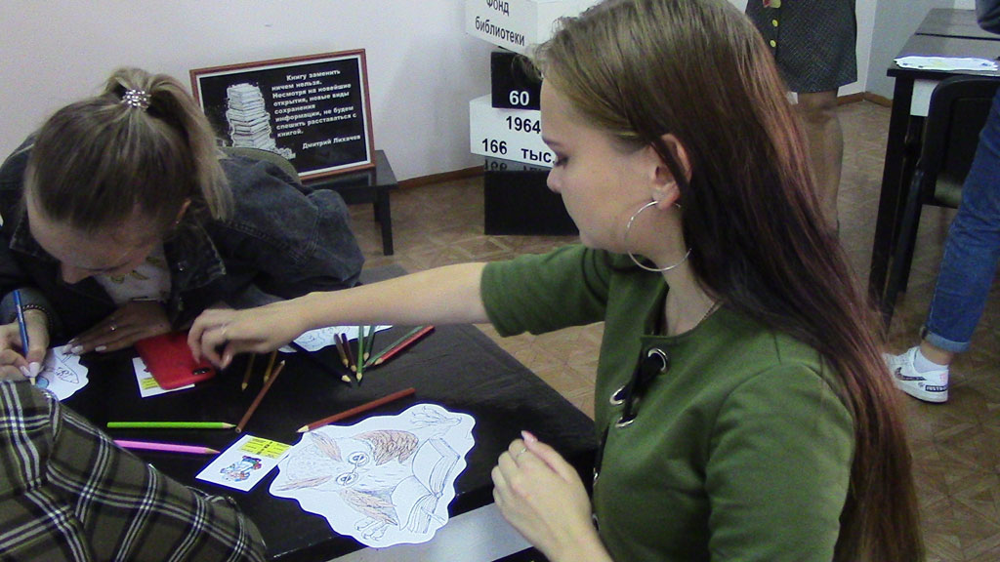 Книгу заменить
ничем нельзя.
Несмотря на новейшие
открытия, новые виды
сохранения
информации, не будем
спешить расставаться с
книгой.
Дмитрий Лихачев
Фонд
библиотеки
60
1964
166 тыс.